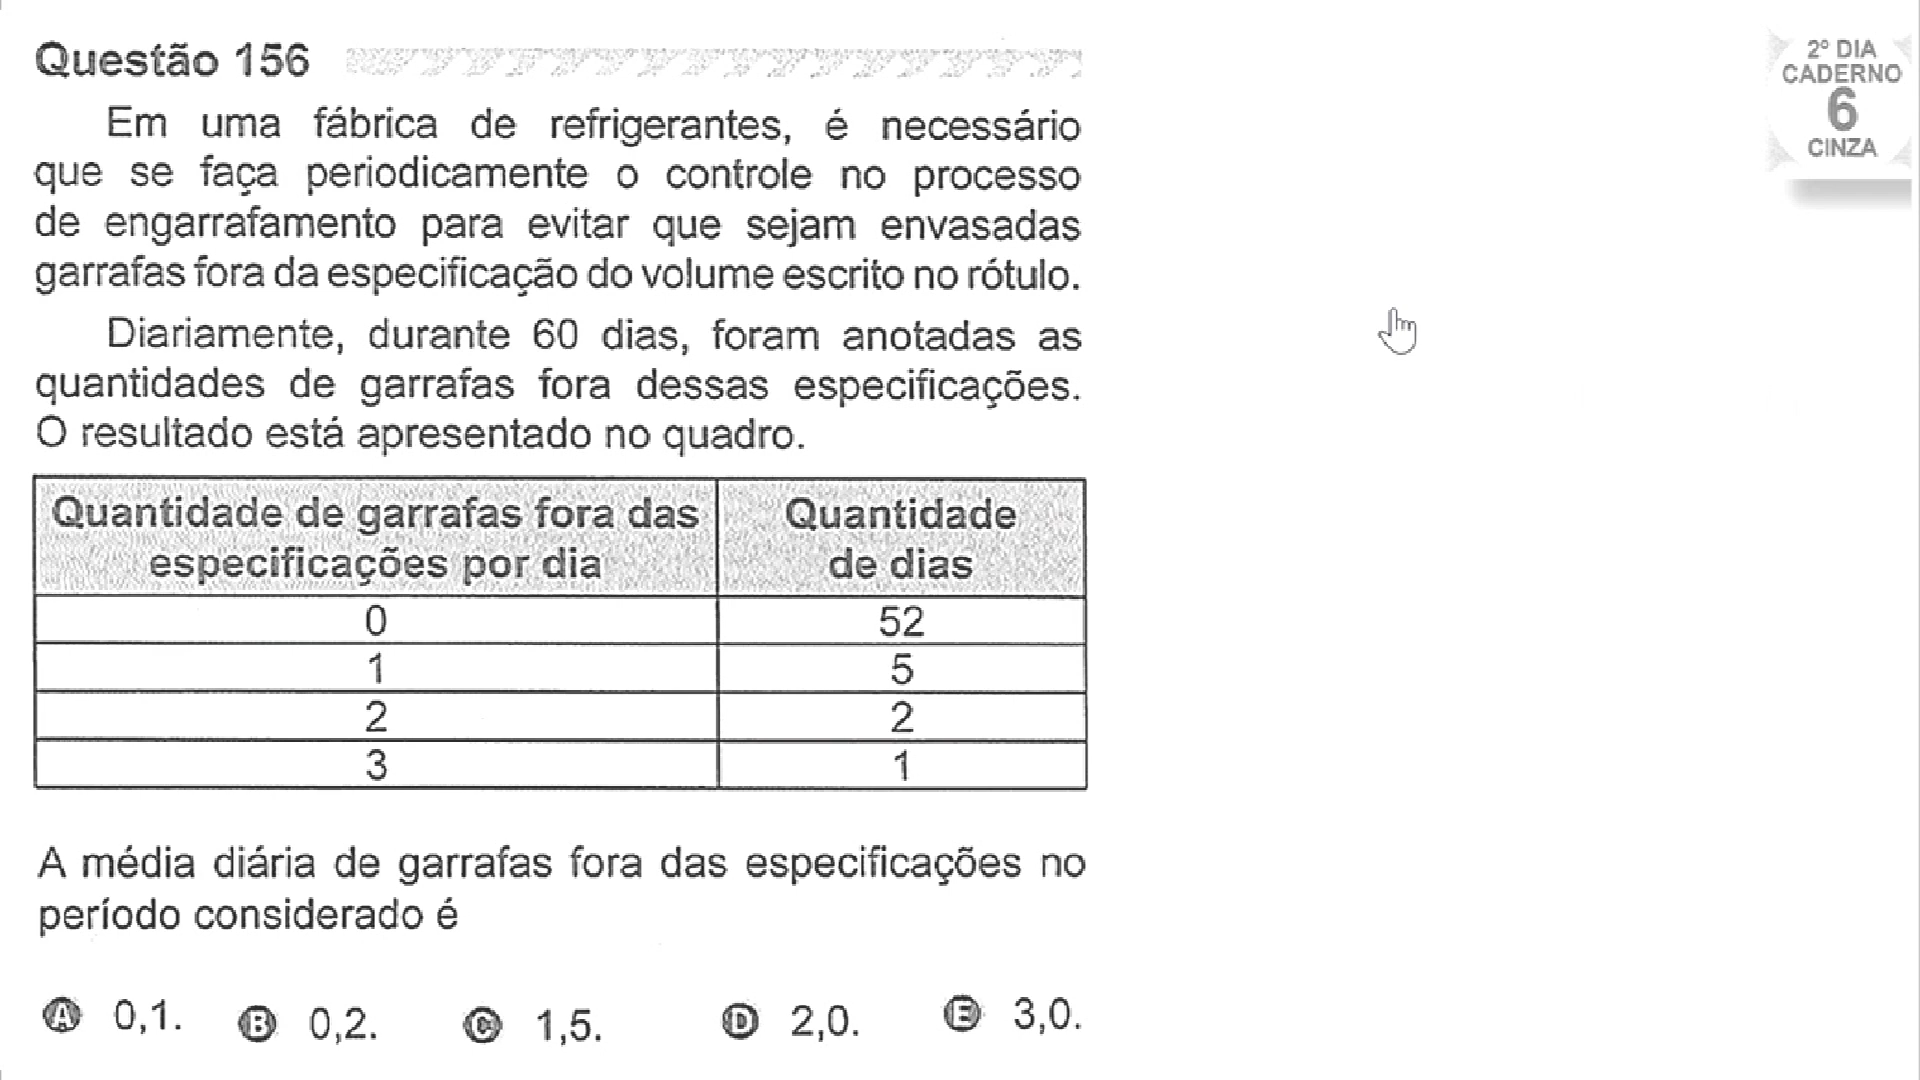 Questão 156
2º DIA
CADERNO
6
CINZA
Em uma fábrica de refrigerantes, é necessário
que se faça periodicamente o controle no processo
de engarrafamento para evitar que sejam envasadas
garrafas fora da especificação do volume escrito no rótulo.
Diariamente, durante 60 dias, foram anotadas as
quantidades de garrafas fora dessas especificações.
O resultado está apresentado no quadro.
Quantidade de garrafas fora das
especificações por dia
Quantidade
de dias
0 52
1 5
2 2
3 1
A média diária de garrafas fora das especificações no
período considerado é
A 0,1. B 0,2. C 1,5. D 2,0. E 3,0.